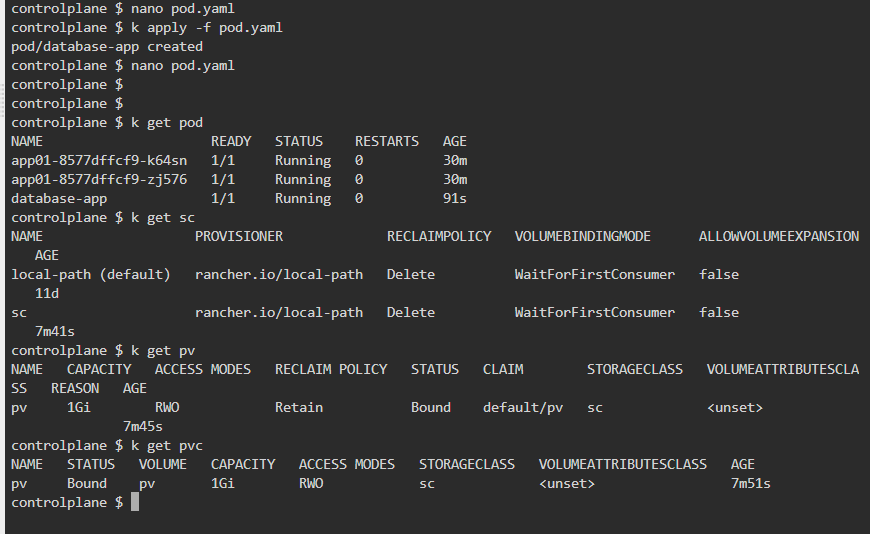 controlplane $ nano pod.yaml
controlplane $ k apply -f pod.yaml
pod/database-app created
controlplane $ nano pod.yaml
controlplane $
controlplane $
controlplane $ k get pod
NAME                     READY   STATUS    RESTARTS   AGE
app01-8577dffcf9-k64sn   1/1     Running   0          30m
app01-8577dffcf9-zj576   1/1     Running   0          30m
database-app             1/1     Running   0          91s
controlplane $ k get sc
NAME                   PROVISIONER             RECLAIMPOLICY   VOLUMEBINDINGMODE      ALLOWVOLUMEEXPANSION
   AGE
local-path (default)   rancher.io/local-path   Delete          WaitForFirstConsumer   false
   11d
sc                     rancher.io/local-path   Delete          WaitForFirstConsumer   false
   7m41s
controlplane $ k get pv
NAME   CAPACITY   ACCESS MODES   RECLAIM POLICY   STATUS   CLAIM        STORAGECLASS   VOLUMEATTRIBUTESCLA
SS   REASON   AGE
pv     1Gi        RWO            Retain           Bound    default/pv   sc             <unset>
              7m45s
controlplane $ k get pvc
NAME   STATUS   VOLUME   CAPACITY   ACCESS MODES   STORAGECLASS   VOLUMEATTRIBUTESCLASS   AGE
pv     Bound    pv       1Gi        RWO            sc             <unset>                 7m51s
controlplane $